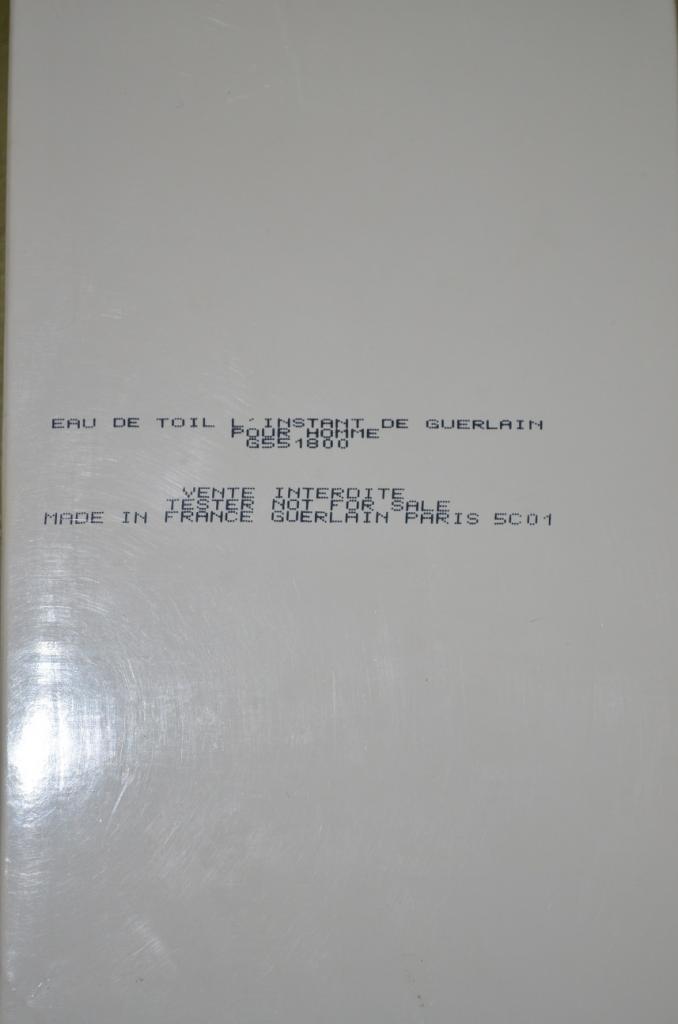 EAU DE TOIL L'INSTANT DE GUERLAIN
POUR HOMME
G551800
VENTE INTERDITE
TESTER NOT FOR SALE
MADE IN FRANCE GUERLAIN PARIS 5C01